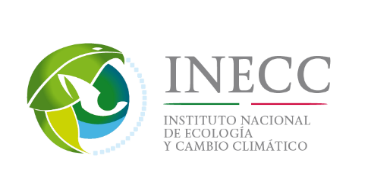 INECC
INSTITUTO NACIONAL
DE ECOLOGÍA
Y CAMBIO CLIMÁTICO